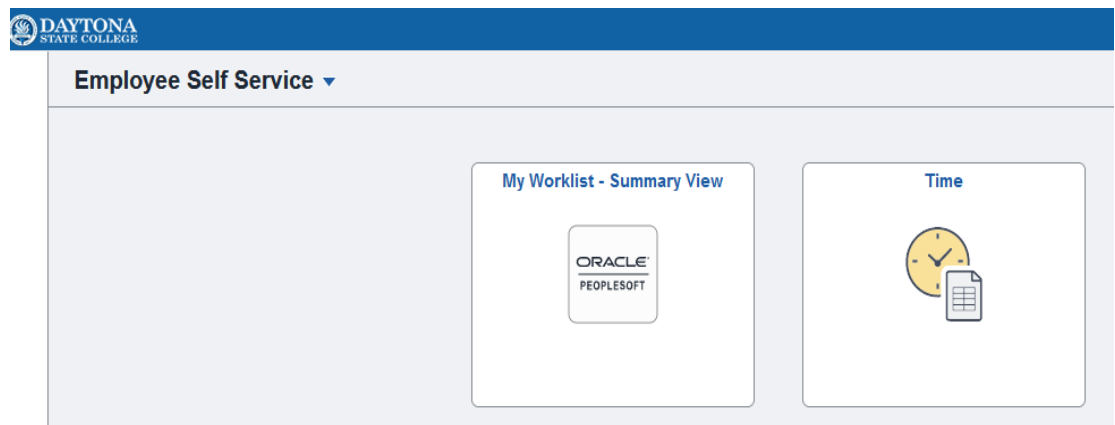 DAYTONA
STATE COLLEGE
Employee Self Service
My Worklist - Summary View
Time
ORACLE
PEOPLESOFT